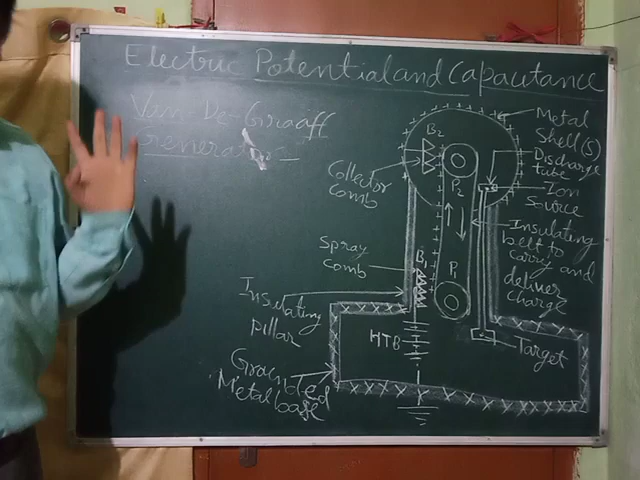 Electric Potential and Capacitance
Van-De-Graaff
Generator
Metal
Shell(S)
Discharge
tube
Ion
Source
Insulating
belt to
carry and
deliver
charge
Target
B2
P2
Collector
comb
Spray
comb
B1
P1
Insulating
Pillar
HTB
Grounded
Metal base